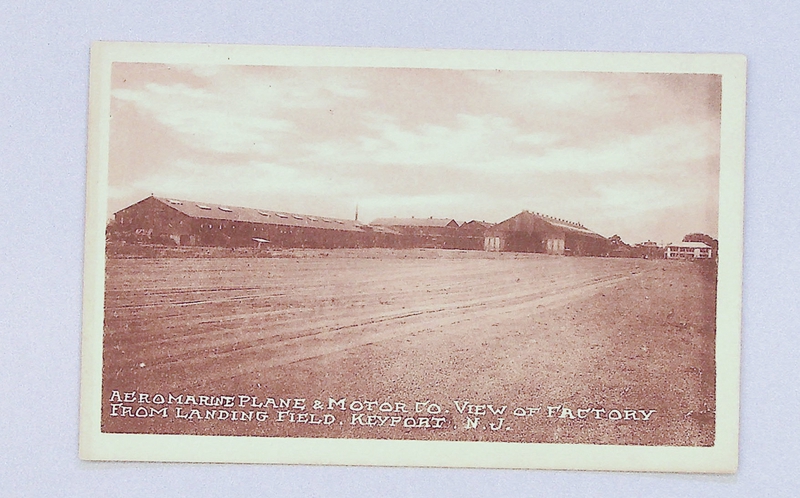 AEROMARINE PLANE & MOTOR CO. VIEW OF FACTORY
FROM LANDING FIELD, KEYPORT N.J.